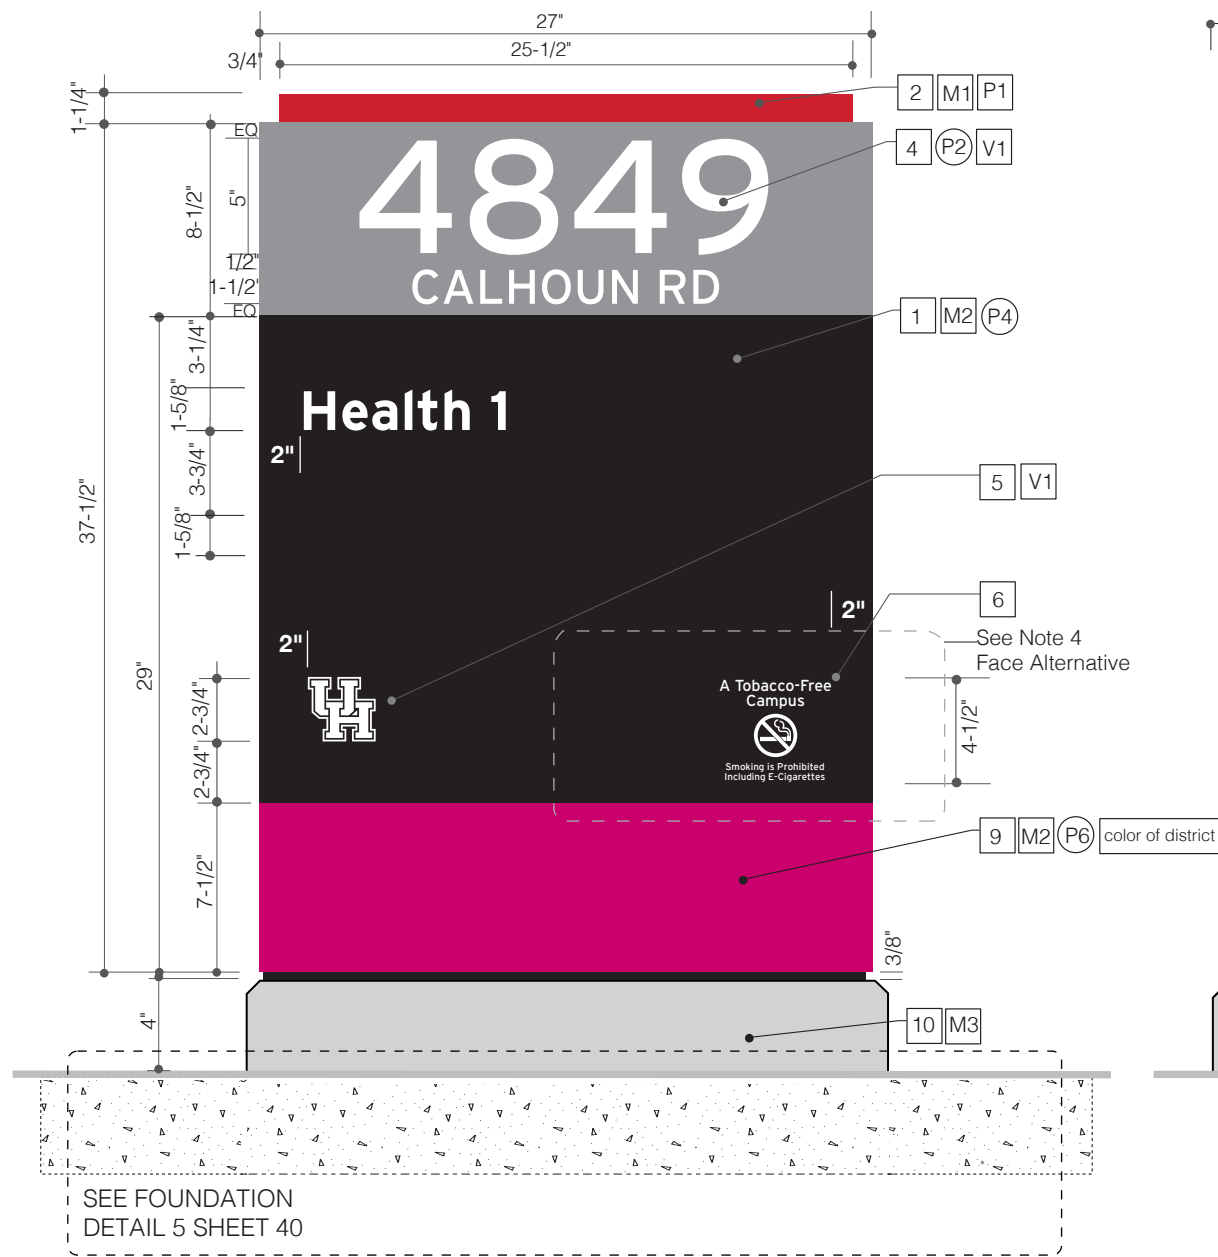 27"
25-1/2"
3/4"
1-1/4"
2 M1 P1
EQ
4849
4 P2 V1
8-1/2"
5"
1/2"
CALHOUN RD
1-1/2"
EQ
1 M2 P4
3-1/4"
1-5/8"
Health 1
2"
3-3/4"
5 V1
37-1/2"
1-5/8"
6
2"
2"
See Note 4
Face Alternative
29"
2-3/4"
UH
A Tobacco-Free
Campus
4-1/2"
2-3/4"
Smoking is Prohibited
Including E-Cigarettes
9 M2 P6 color of district
7-1/2"
3/8"
4"
10 M3
SEE FOUNDATION
DETAIL 5 SHEET 40